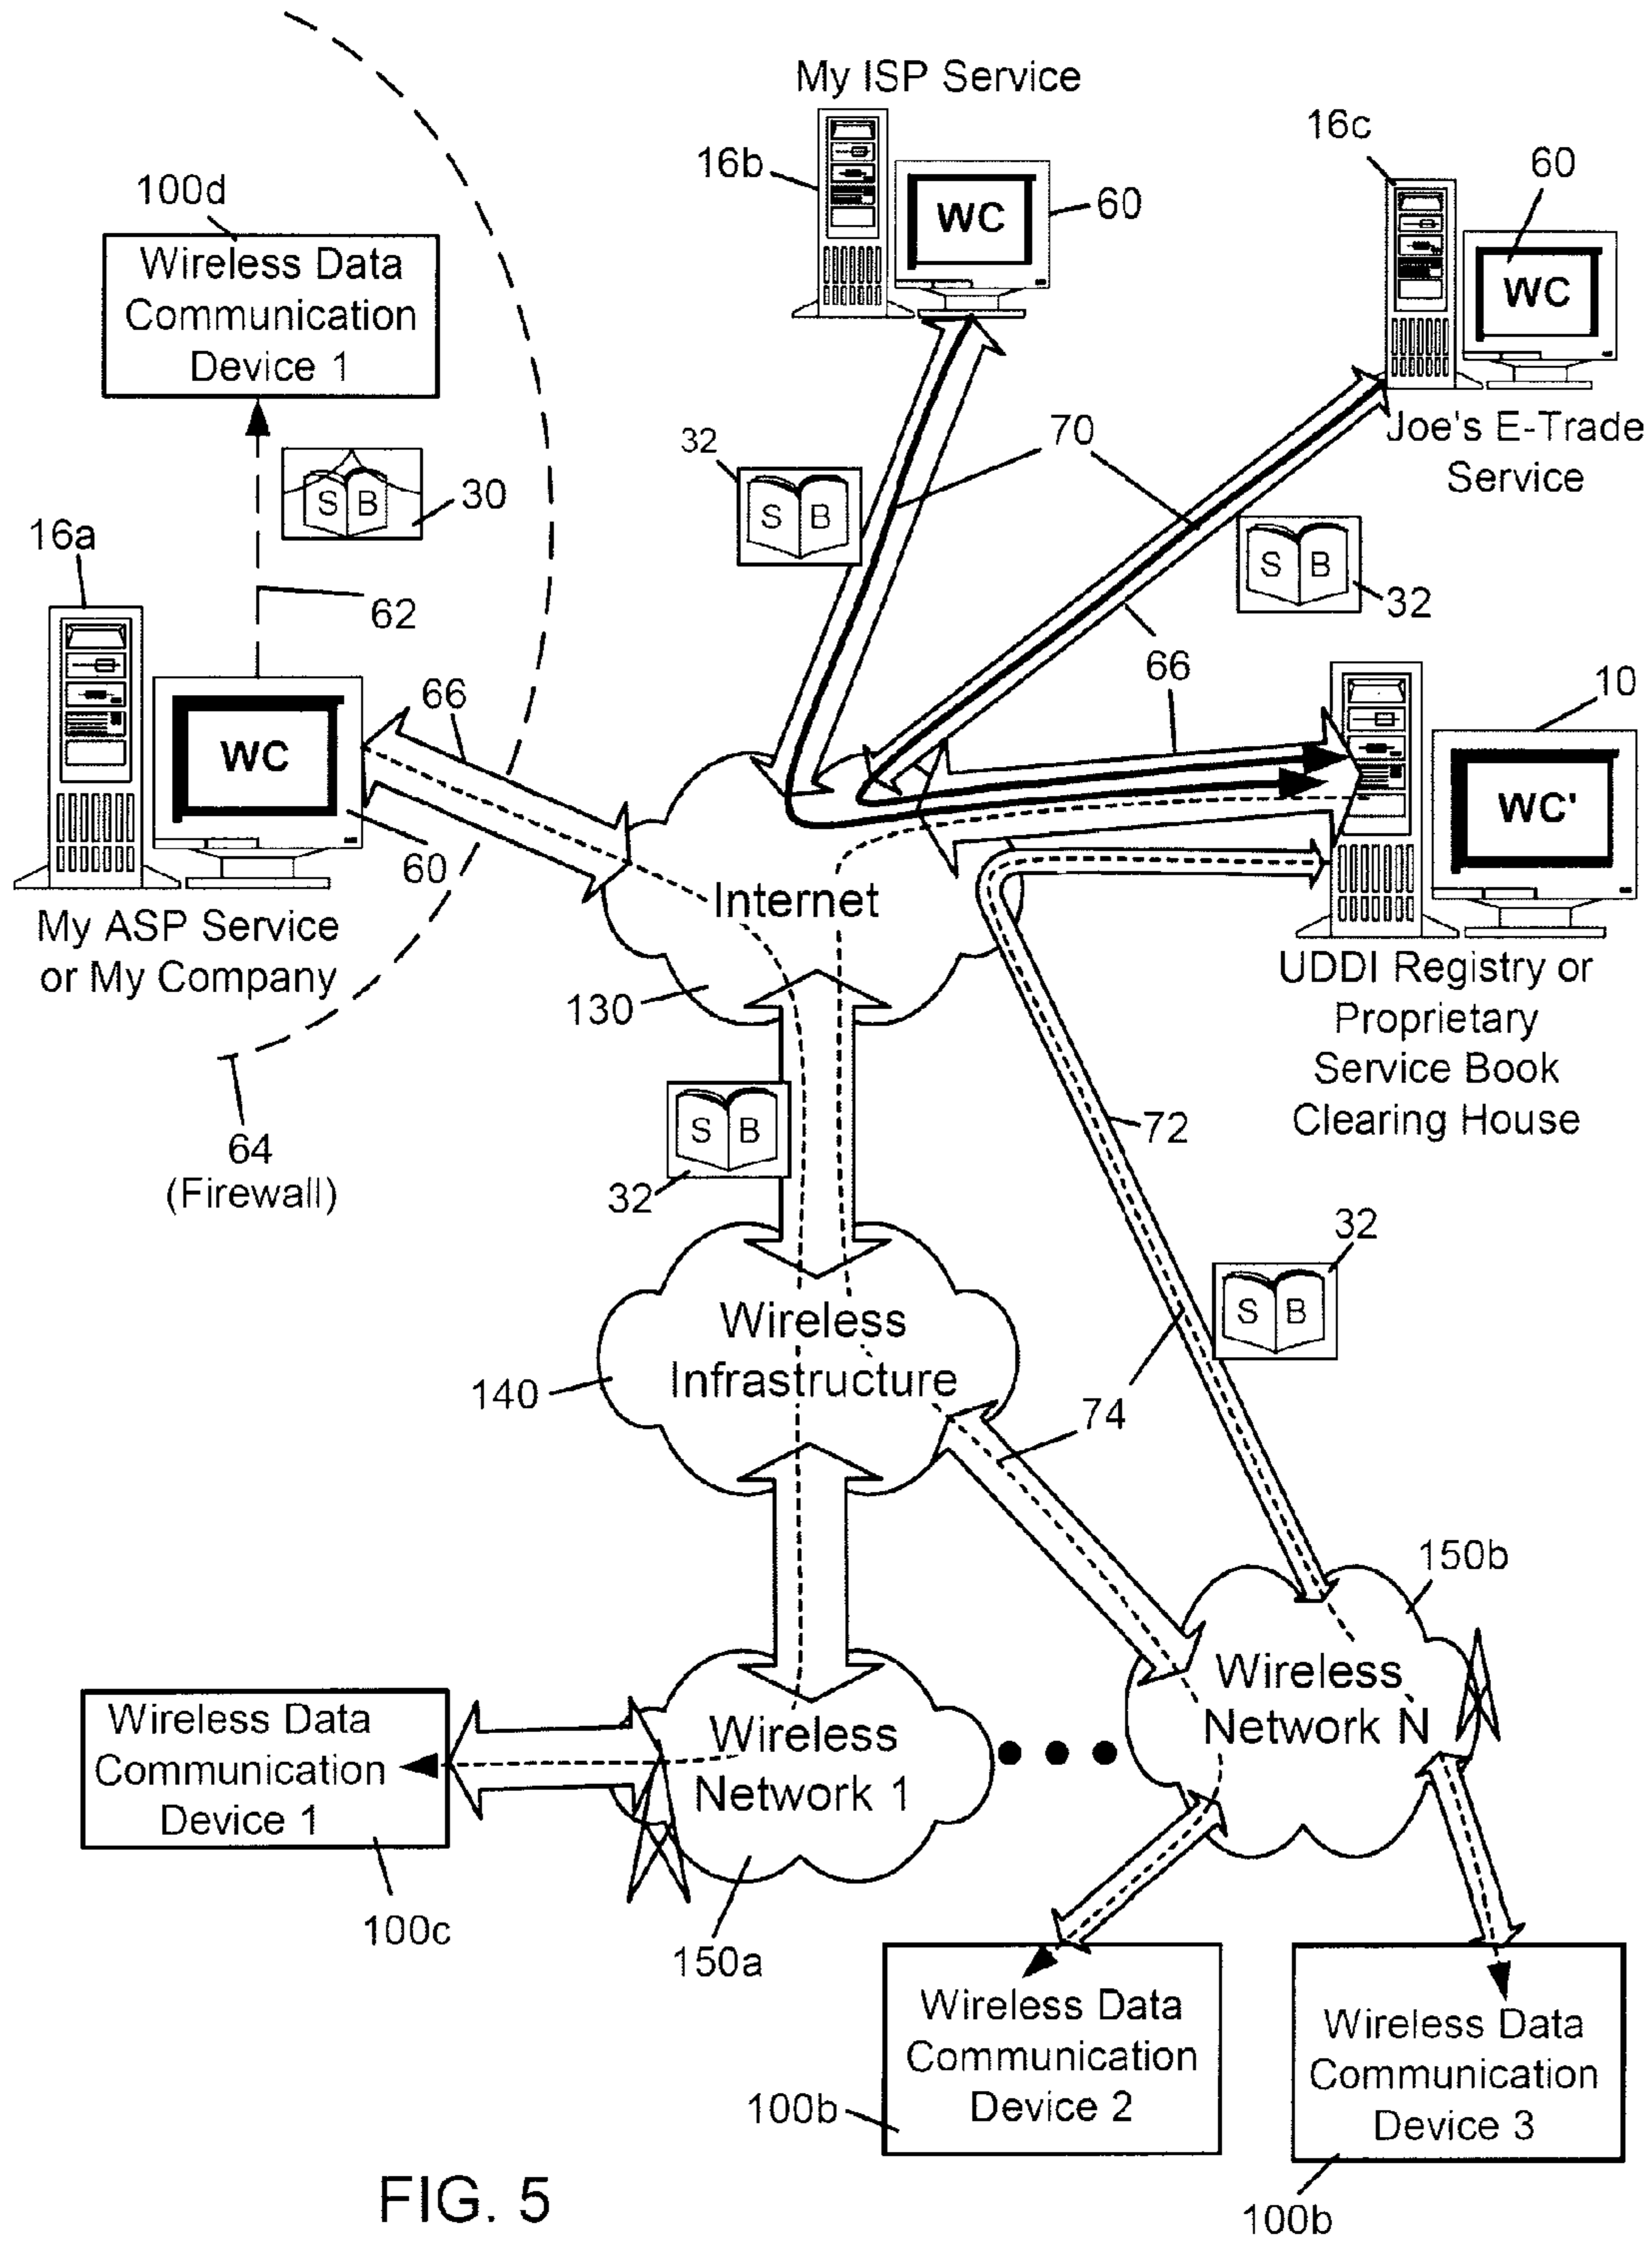 My ISP Service
16c
16b
60
60
WC
WC
100d
Wireless Data
Communication
Device 1
70
Joe's E-Trade
Service
32
S B
30
S B
S B
32
16a
62
66
66
10
WC
WC'
60
Internet
My ASP Service
or My Company
130
UDDI Registry or
Proprietary
Service Book
Clearing House
64
(Firewall)
S B
32
72
32
S B
Wireless
Infrastructure
140
74
150b
Wireless
Network N
Wireless Data
Communication
Device 1
Wireless
Network 1
100c
150a
Wireless Data
Communication
Device 2
Wireless Data
Communication
Device 3
100b
100b
FIG. 5